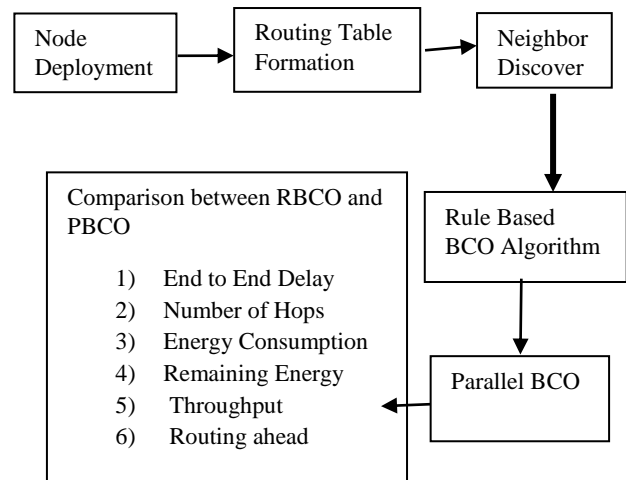 Node
Deployment
Routing Table
Formation
Neighbor
Discover
Rule Based
BCO Algorithm
Parallel BCO
Comparison between RBCO and
PBCO
1) End to End Delay
2) Number of Hops
3) Energy Consumption
4) Remaining Energy
5) Throughput
6) Routing ahead